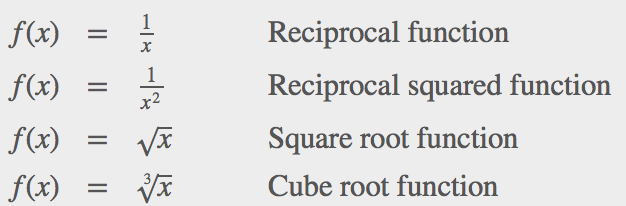 f(x) = 1/x Reciprocal function
f(x) = 1/x² Reciprocal squared function
f(x) = √x Square root function
f(x) = ∛x Cube root function